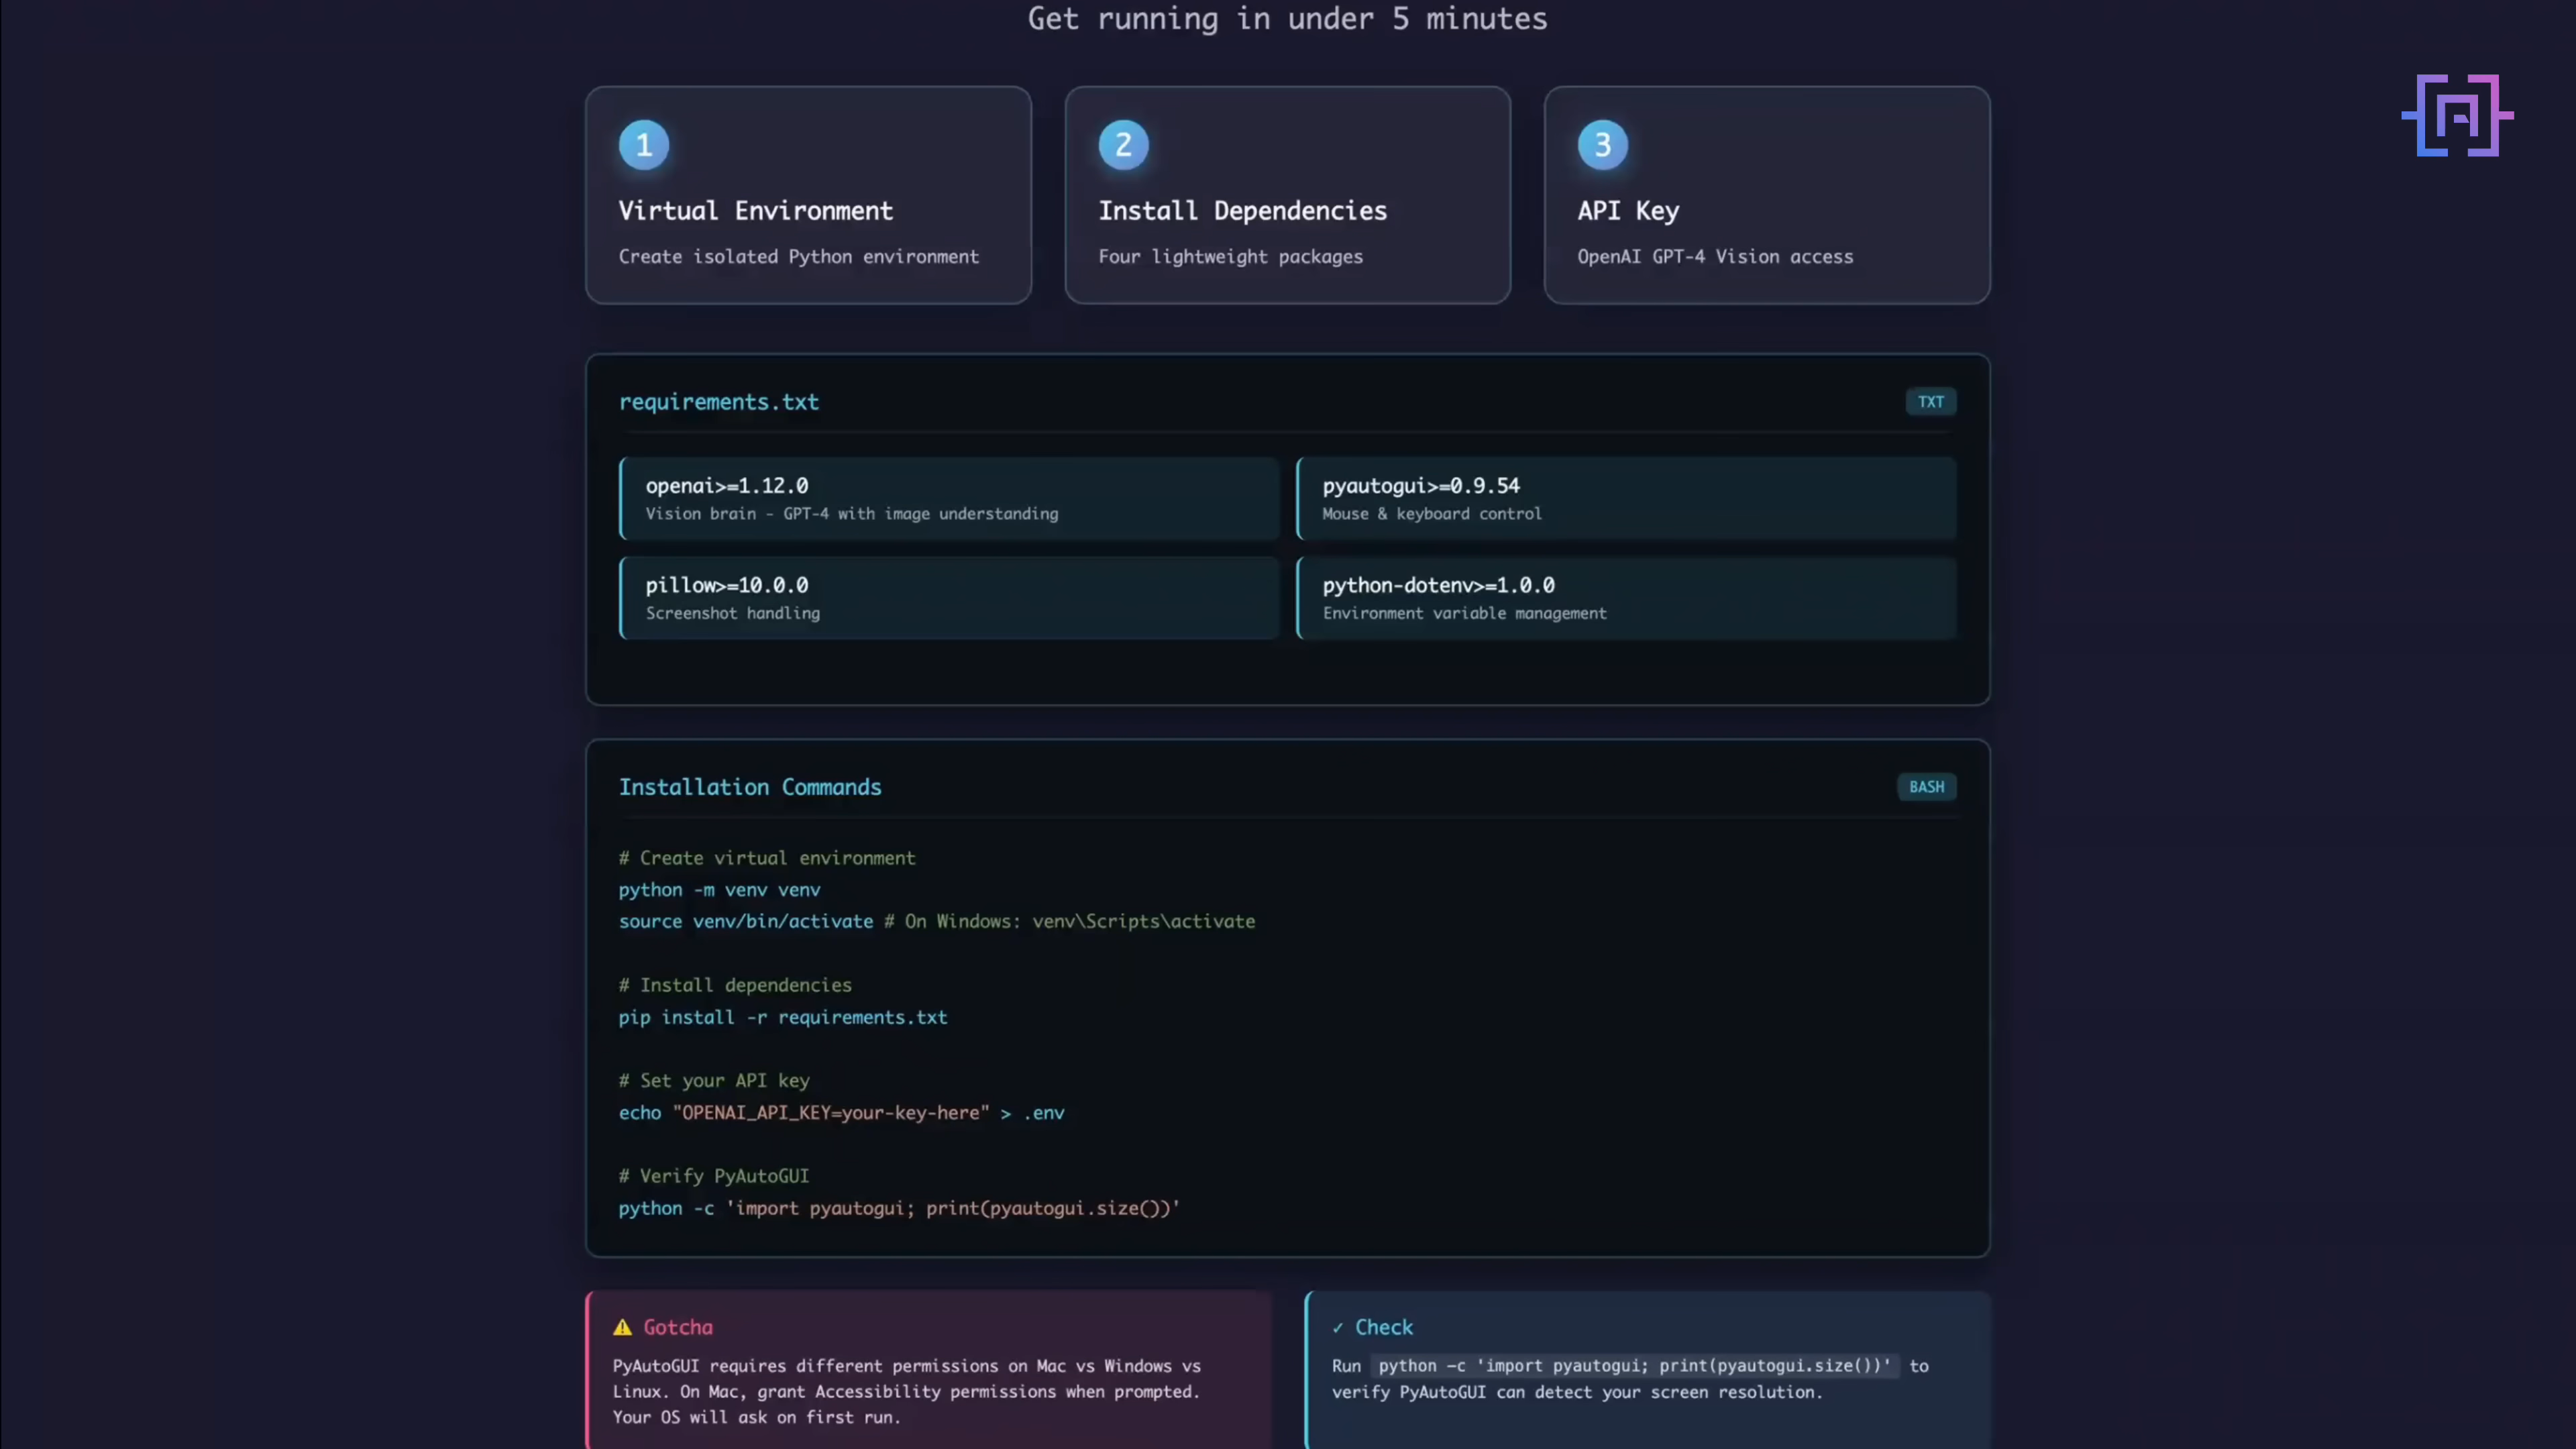 Get running in under 5 minutes
1
Virtual Environment
Create isolated Python environment
2
Install Dependencies
Four lightweight packages
3
API Key
OpenAI GPT-4 Vision access
requirements.txt
TXT
openai>=1.12.0
Vision brain - GPT-4 with image understanding
pyautogui>=0.9.54
Mouse & keyboard control
pillow>=10.0.0
Screenshot handling
python-dotenv>=1.0.0
Environment variable management
Installation Commands
BASH
# Create virtual environment
python -m venv venv
source venv/bin/activate # On Windows: venv\Scripts\activate
# Install dependencies
pip install -r requirements.txt
# Set your API key
echo "OPENAI_API_KEY=your-key-here" > .env
# Verify PyAutoGUI
python -c 'import pyautogui; print(pyautogui.size())'
⚠ Gotcha
PyAutoGUI requires different permissions on Mac vs Windows vs
Linux. On Mac, grant Accessibility permissions when prompted.
Your OS will ask on first run.
✓ Check
Run python -c 'import pyautogui; print(pyautogui.size())' to
verify PyAutoGUI can detect your screen resolution.